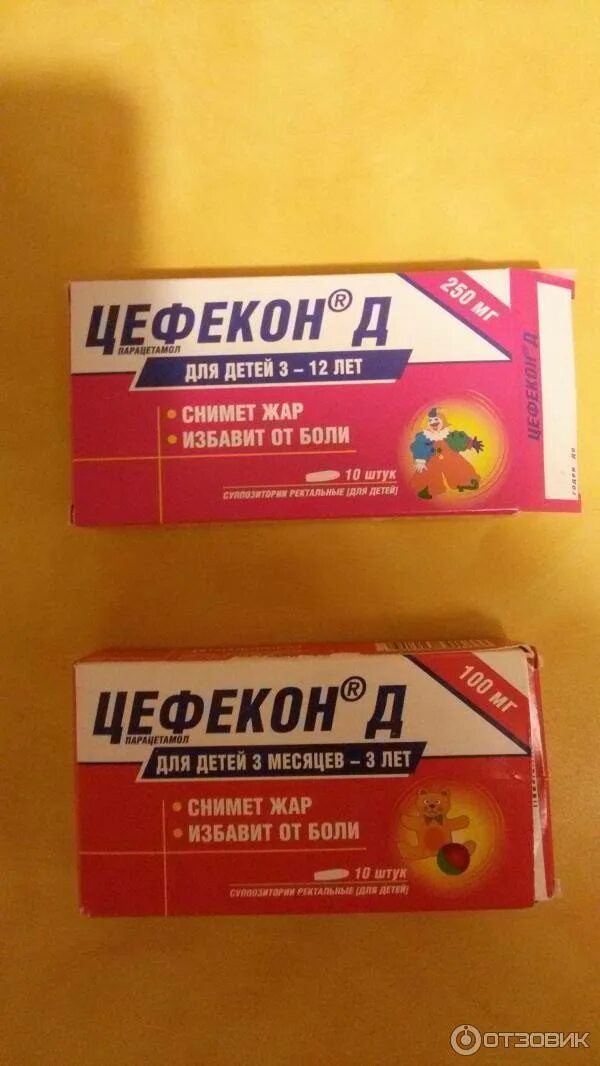 250 мг
ЦЕФЕКОН® Д
ПАРАЦЕТАМОЛ
ДЛЯ ДЕТЕЙ 3 – 12 ЛЕТ
• СНИМЕТ ЖАР
• ИЗБАВИТ ОТ БОЛИ
10 штук
СУППОЗИТОРИИ РЕКТАЛЬНЫЕ [ДЛЯ ДЕТЕЙ]
ЦЕФЕКОН® Д
годен до
100 мг
ЦЕФЕКОН® Д
ПАРАЦЕТАМОЛ
ДЛЯ ДЕТЕЙ 3 МЕСЯЦЕВ – 3 ЛЕТ
• СНИМЕТ ЖАР
• ИЗБАВИТ ОТ БОЛИ
10 штук
СУППОЗИТОРИИ РЕКТАЛЬНЫЕ [ДЛЯ ДЕТЕЙ]
ОТЗОВИК